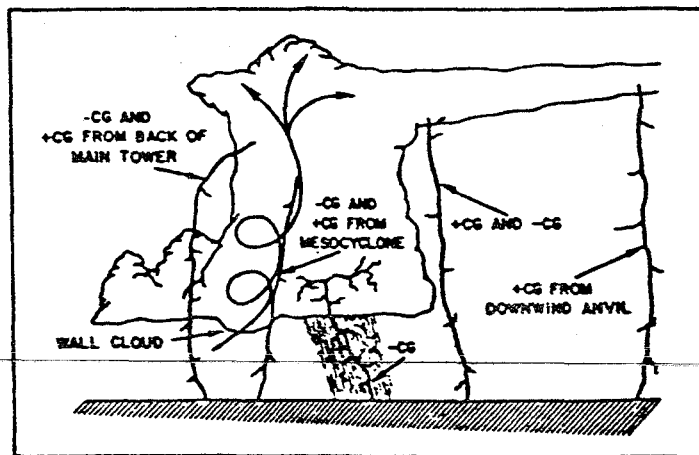 -CG AND
+CG FROM BACK OF
MAIN TOWER
-CG AND
+CG FROM
MESOCYCLONE
+CG AND -CG
+CG FROM
DOWNWIND ANVIL
WALL CLOUD
-CG